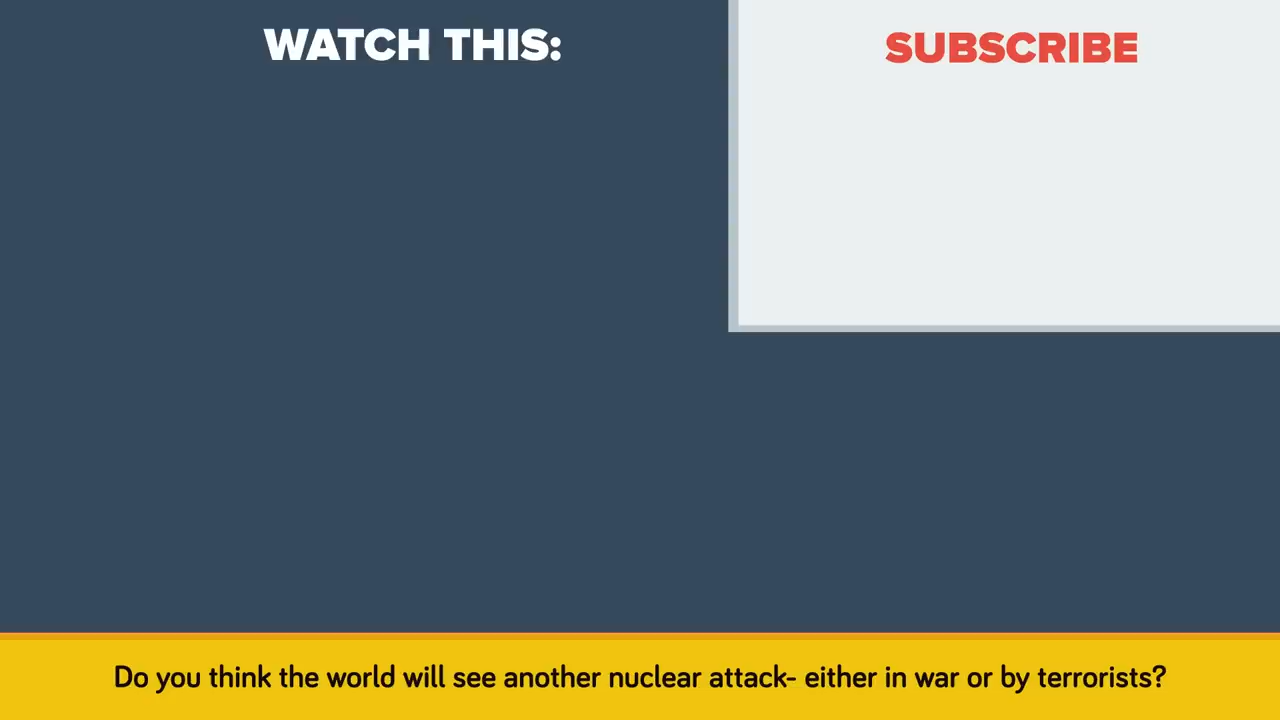 WATCH THIS:
SUBSCRIBE
Do you think the world will see another nuclear attack- either in war or by terrorists?